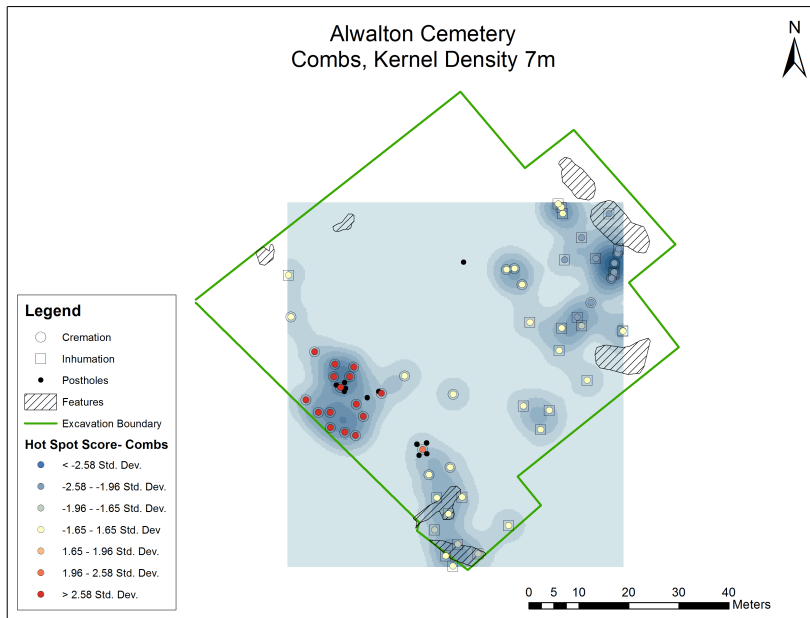 Alwalton Cemetery
Combs, Kernel Density 7m
N
Legend
Cremation
Inhumation
Postholes
Features
Excavation Boundary
Hot Spot Score- Combs
< -2.58 Std. Dev.
-2.58 - -1.96 Std. Dev.
-1.96 - -1.65 Std. Dev.
-1.65 - 1.65 Std. Dev
1.65 - 1.96 Std. Dev.
1.96 - 2.58 Std. Dev.
> 2.58 Std. Dev.
0 5 10 20 30 40
Meters